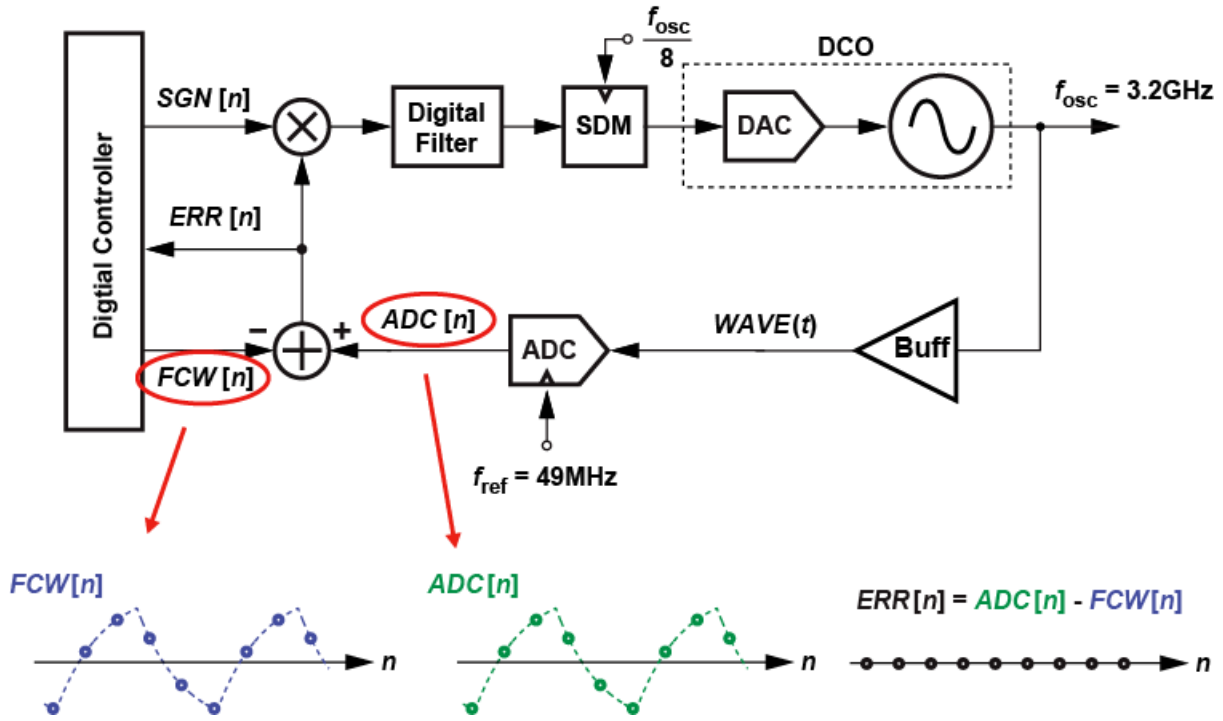 f_osc
8
DCO
f_osc = 3.2GHz
SGN [n]
Digital
Filter
SDM
DAC
Digtial Controller
ERR [n]
− + ADC [n]
ADC
WAVE(t)
Buff
FCW [n]
f_ref = 49MHz
FCW[n]
ADC[n]
ERR[n] = ADC[n] - FCW[n]
n
n
n